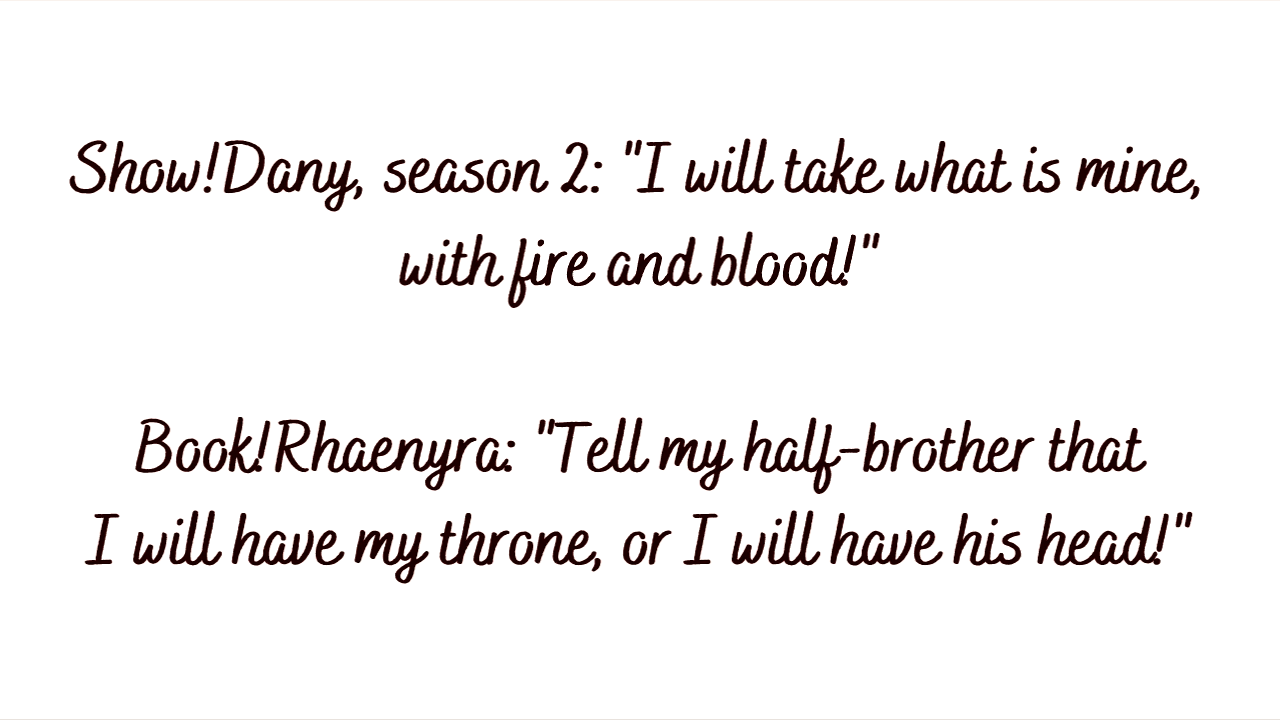 Show!Dany, season 2: "I will take what is mine,
with fire and blood!"
Book!Rhaenyra: "Tell my half-brother that
I will have my throne, or I will have his head!"